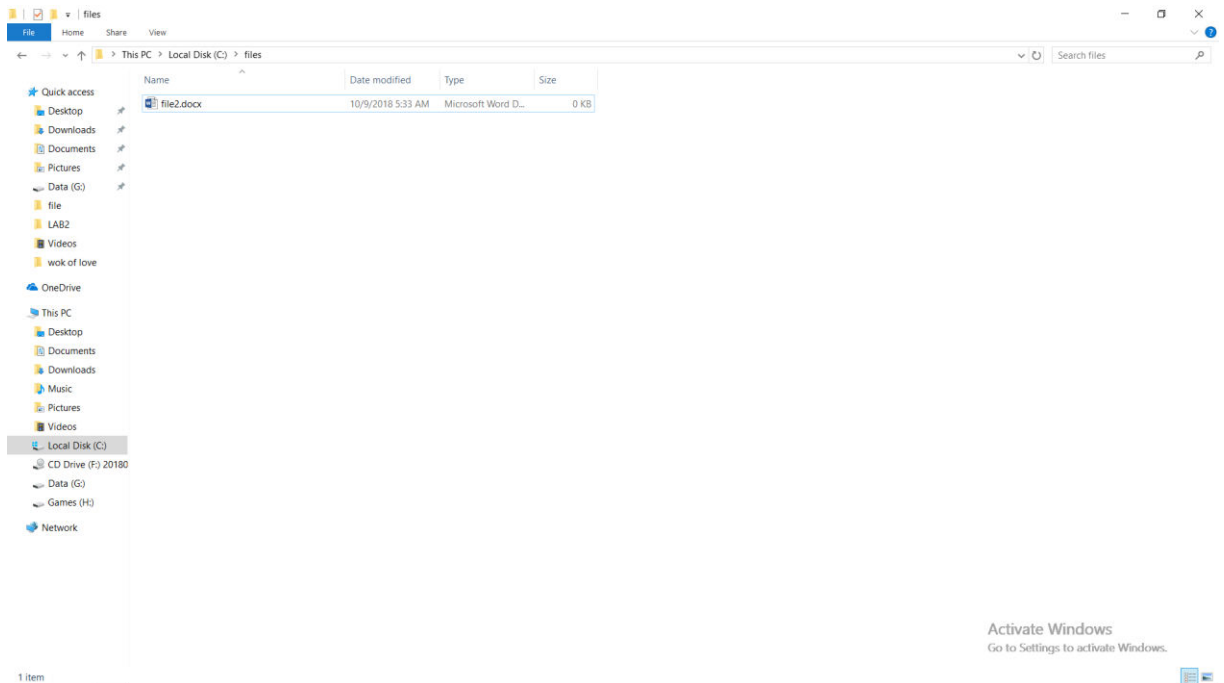 files
File Home Share View
This PC > Local Disk (C:) > files
Search files
Name Date modified Type Size
file2.docx 10/9/2018 5:33 AM Microsoft Word D... 0 KB
Quick access
Desktop
Downloads
Documents
Pictures
Data (G:)
file
LAB2
Videos
wok of love
OneDrive
This PC
Desktop
Documents
Downloads
Music
Pictures
Videos
Local Disk (C:)
CD Drive (F:) 20180
Data (G:)
Games (H:)
Network
Activate Windows
Go to Settings to activate Windows.
1 item